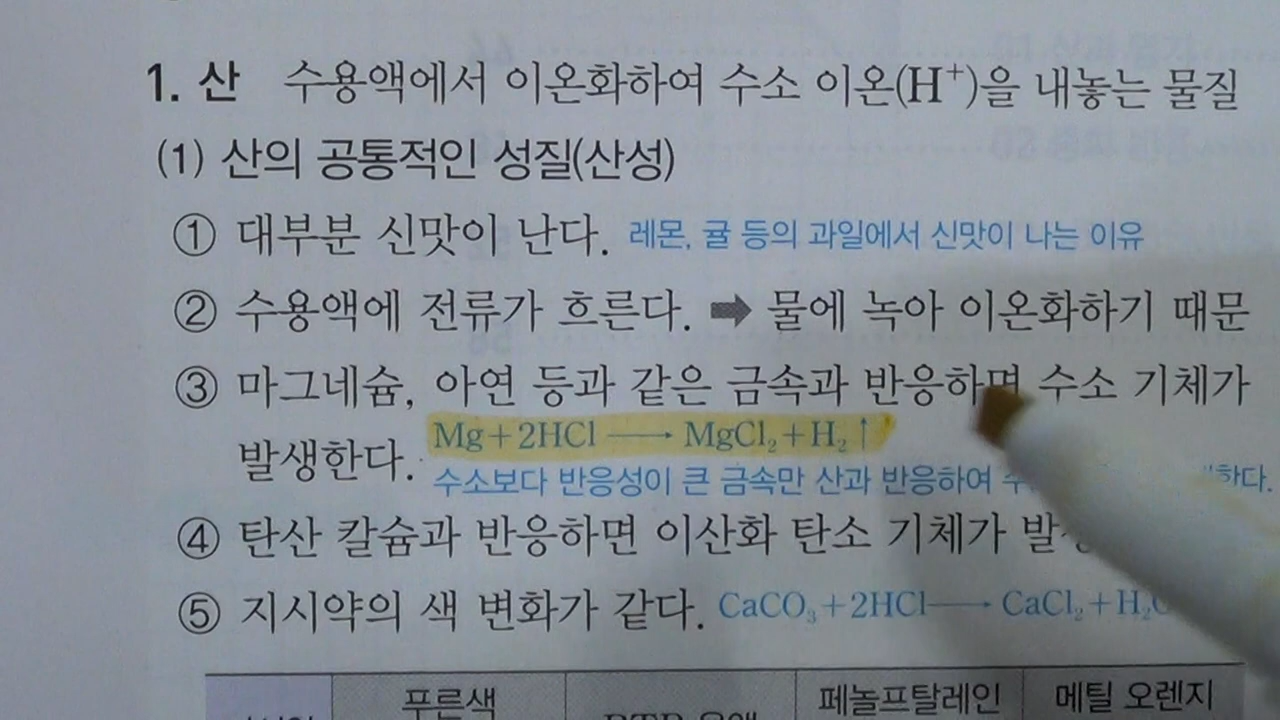 1. 산 수용액에서 이온화하여 수소 이온(H⁺)을 내놓는 물질
(1) 산의 공통적인 성질(산성)
① 대부분 신맛이 난다. 레몬, 귤 등의 과일에서 신맛이 나는 이유
② 수용액에 전류가 흐른다. ➡ 물에 녹아 이온화하기 때문
③ 마그네슘, 아연 등과 같은 금속과 반응하면 수소 기체가
발생한다. Mg+2HCl ⟶ MgCl₂+H₂↑
수소보다 반응성이 큰 금속만 산과 반응하여
④ 탄산 칼슘과 반응하면 이산화 탄소 기체가
⑤ 지시약의 색 변화가 같다. CaCO₃+2HCl ⟶ CaCl₂+
푸른색 페놀프탈레인 메틸 오렌지